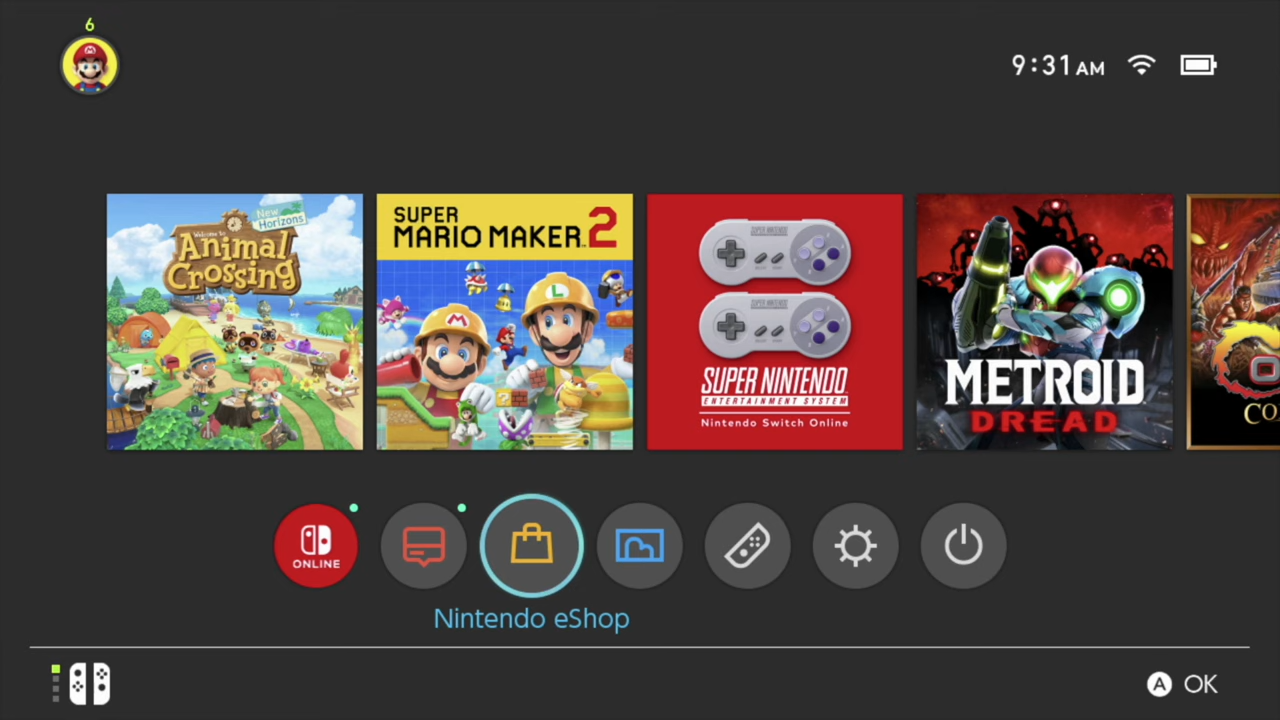 6
9:31 AM
Welcome to
New
Horizons
Animal
Crossing
SUPER
MARIO MAKER 2
SUPER NINTENDO
ENTERTAINMENT SYSTEM
Nintendo Switch Online
METROID
DREAD
CO
ONLINE
Nintendo eShop
A OK